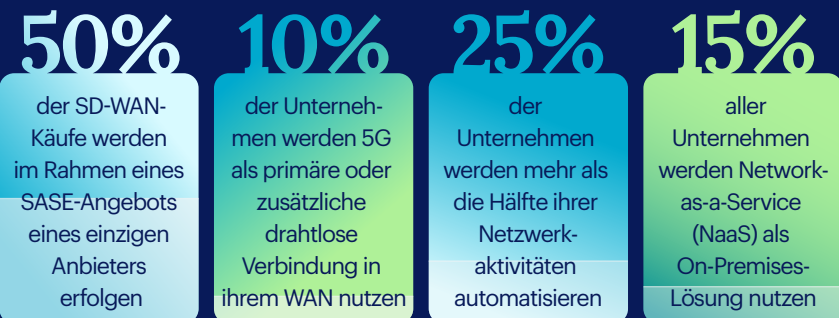 50%
der SD-WAN-
Käufe werden
im Rahmen eines
SASE-Angebots
eines einzigen
Anbieters
erfolgen
10%
der Unterneh-
men werden 5G
als primäre oder
zusätzliche
drahtlose
Verbindung in
ihrem WAN nutzen
25%
der
Unternehmen
werden mehr als
die Hälfte ihrer
Netzwerk-
aktivitäten
automatisieren
15%
aller
Unternehmen
werden Network-
as-a-Service
(NaaS) als
On-Premises-
Lösung nutzen